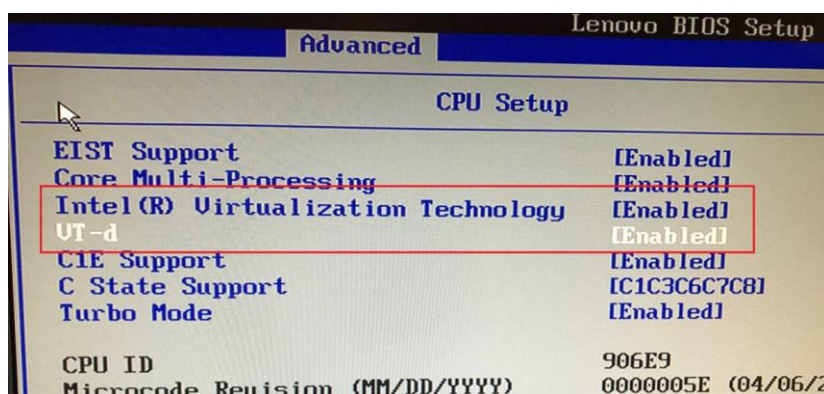 Lenovo BIOS Setup
Advanced
CPU Setup
EIST Support [Enabled]
Core Multi-Processing [Enabled]
Intel(R) Virtualization Technology [Enabled]
VT-d [Enabled]
C1E Support [Enabled]
C State Support [C1C3C6C7C8]
Turbo Mode [Enabled]
CPU ID 906E9
Microcode Revision (MM/DD/YYYY) 0000005E (04/06/2